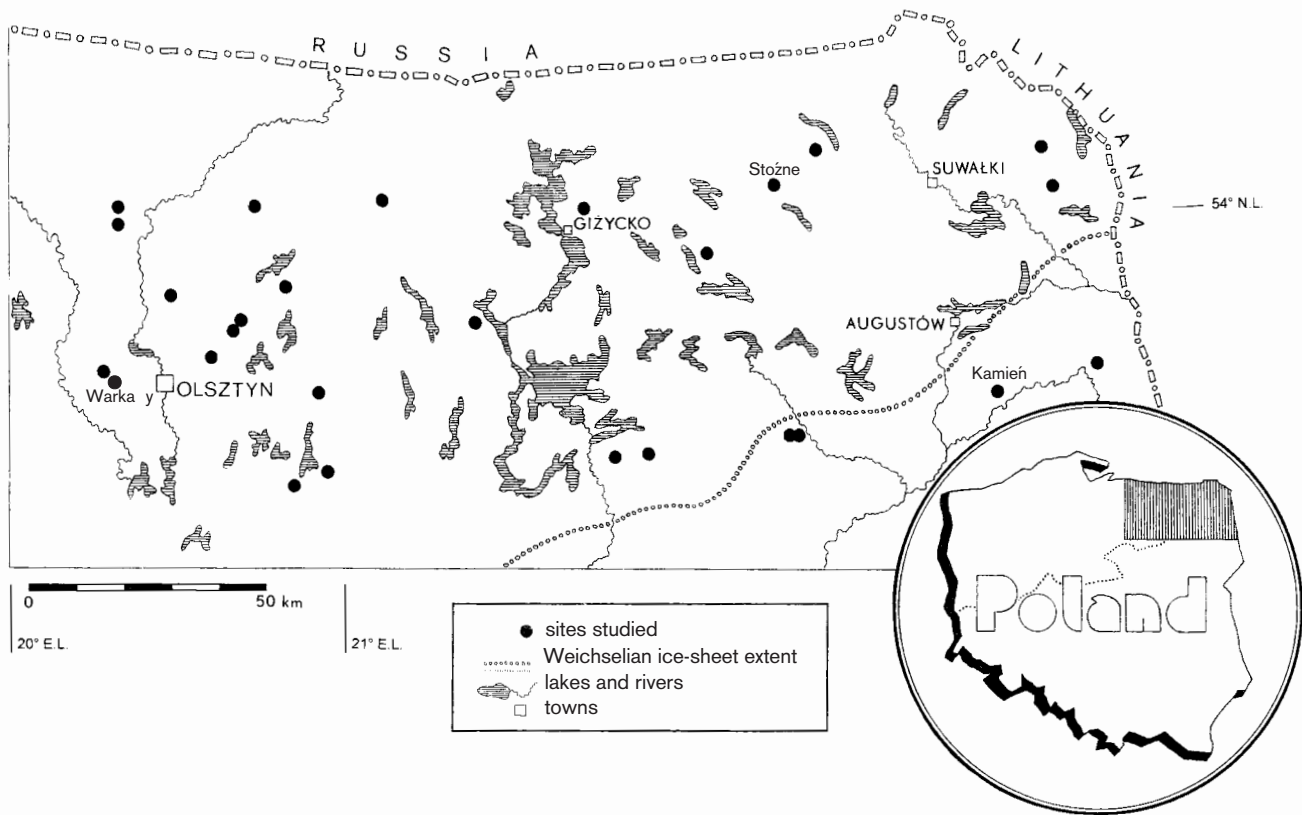 RUSSIA
LITHUANIA
Stoźne
SUWAŁKI
54° N.L.
GIŻYCKO
AUGUSTÓW
Kamień
Warka y
OLSZTYN
0
50 km
20° E.L.
21° E.L.
sites studied
Weichselian ice-sheet extent
lakes and rivers
towns
Poland